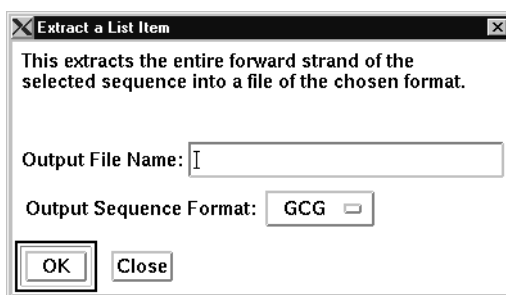 Extract a List Item
This extracts the entire forward strand of the
selected sequence into a file of the chosen format.
Output File Name:
Output Sequence Format: GCG
OK Close